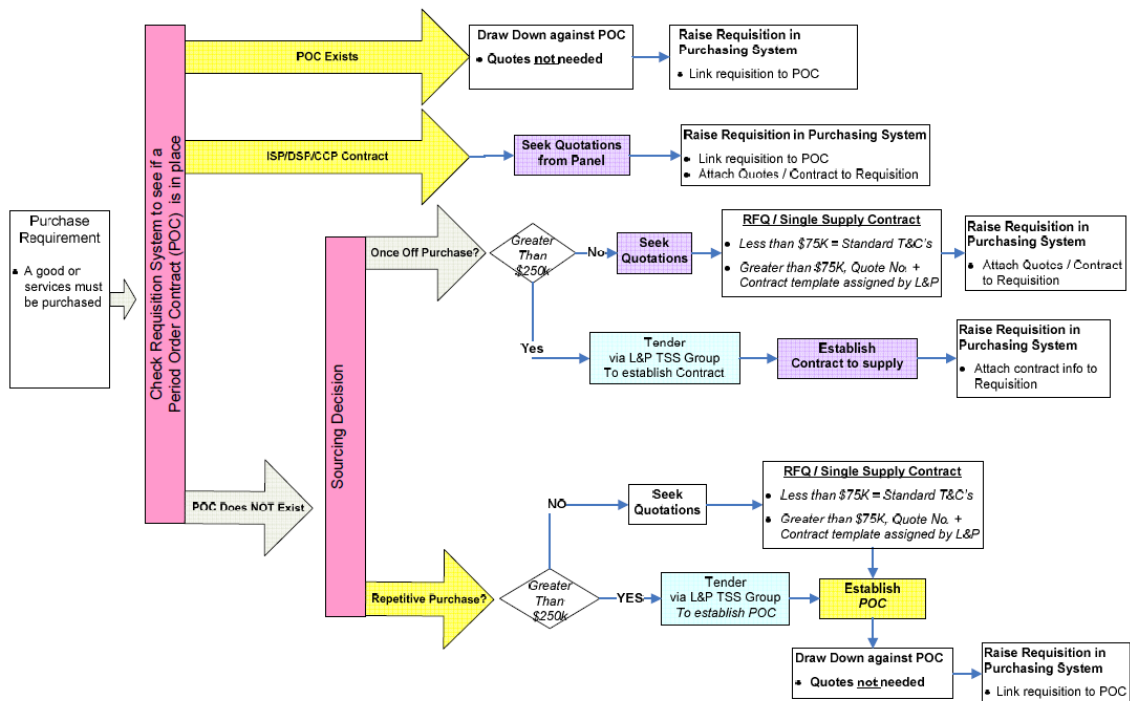 Purchase
Requirement
• A good or
services must
be purchased
Check Requisition System to see if a
Period Order Contract (POC) is in place
POC Exists
Draw Down against POC
• Quotes not needed
Raise Requisition in
Purchasing System
• Link requisition to POC
ISP/DSP/CCP Contract
Seek Quotations
from Panel
Raise Requisition in Purchasing System
• Link requisition to POC
• Attach Quotes / Contract to Requisition
POC Does NOT Exist
Sourcing Decision
Once Off Purchase?
Greater
Than
$250k
No
Seek
Quotations
RFQ / Single Supply Contract
• Less than $75K = Standard T&C's
• Greater than $75K, Quote No. +
Contract template assigned by L&P
Raise Requisition in
Purchasing System
• Attach Quotes / Contract
to Requisition
Yes
Tender
via L&P TSS Group
To establish Contract
Establish
Contract to supply
Raise Requisition in
Purchasing System
• Attach contract info to
Requisition
Repetitive Purchase?
Greater
Than
$250k
NO
Seek
Quotations
RFQ / Single Supply Contract
• Less than $75K = Standard T&C's
• Greater than $75K, Quote No. +
Contract template assigned by L&P
YES
Tender
via L&P TSS Group
To establish POC
Establish
POC
Draw Down against POC
• Quotes not needed
Raise Requisition in
Purchasing System
• Link requisition to POC